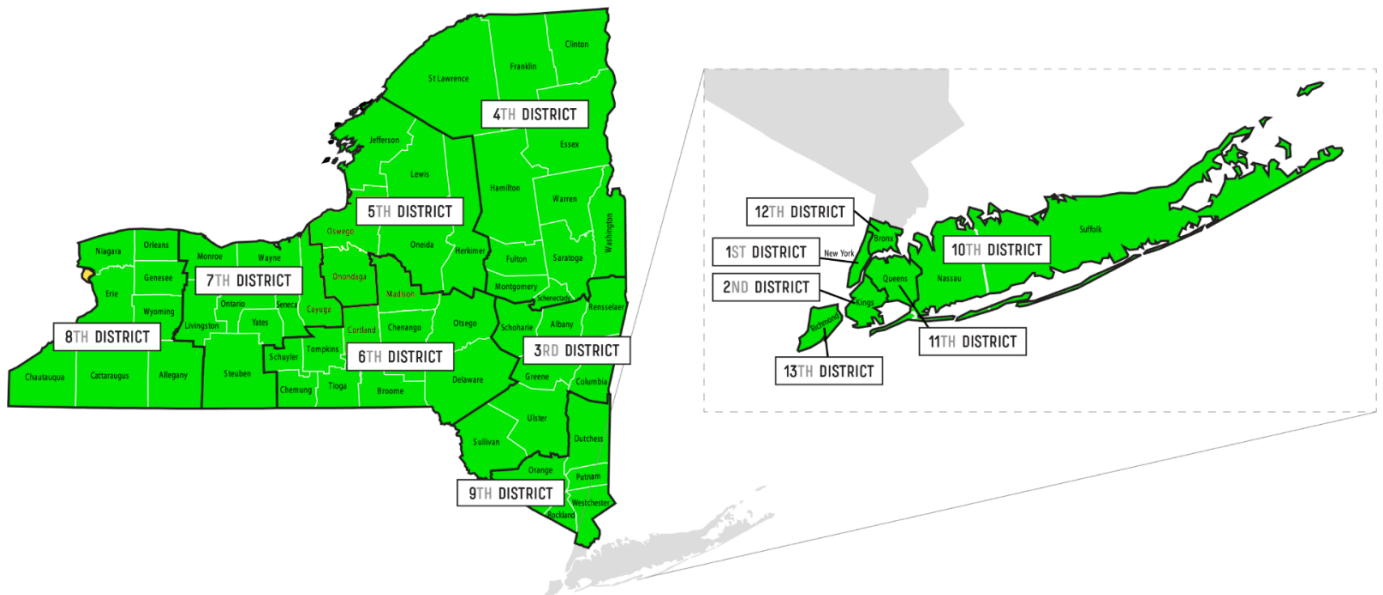 Clinton
Franklin
St Lawrence
4TH DISTRICT
Jefferson
Essex
Lewis
Hamilton
Warren
5TH DISTRICT
Washington
Oswego
Oneida
Herkimer
Niagara
Orleans
Monroe
Wayne
Fulton
Saratoga
Genesee
7TH DISTRICT
Onondaga
Madison
Montgomery
Erie
Wyoming
Ontario
Seneca
Cayuga
Schenectady
Rensselaer
Livingston
Yates
Cortland
Chenango
Otsego
Schoharie
Albany
8TH DISTRICT
Schuyler
Tompkins
6TH DISTRICT
3RD DISTRICT
Chautauqua
Cattaraugus
Allegany
Steuben
Chemung
Tioga
Broome
Delaware
Greene
Columbia
Ulster
Sullivan
Dutchess
Orange
Putnam
9TH DISTRICT
Westchester
Rockland
12TH DISTRICT
Bronx
Suffolk
1ST DISTRICT
New York
10TH DISTRICT
Queens
Nassau
2ND DISTRICT
Kings
Richmond
11TH DISTRICT
13TH DISTRICT